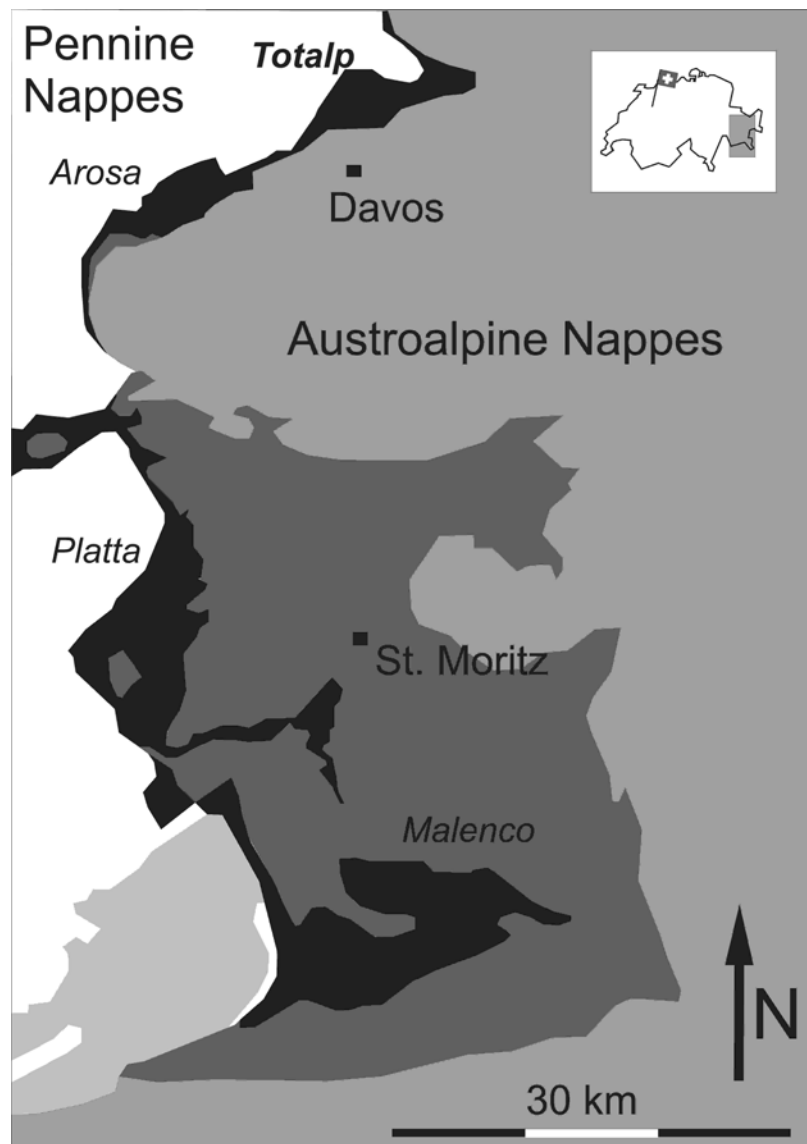 Pennine
Nappes
Totalp
Arosa
Davos
Austroalpine Nappes
Platta
St. Moritz
Malenco
N
30 km